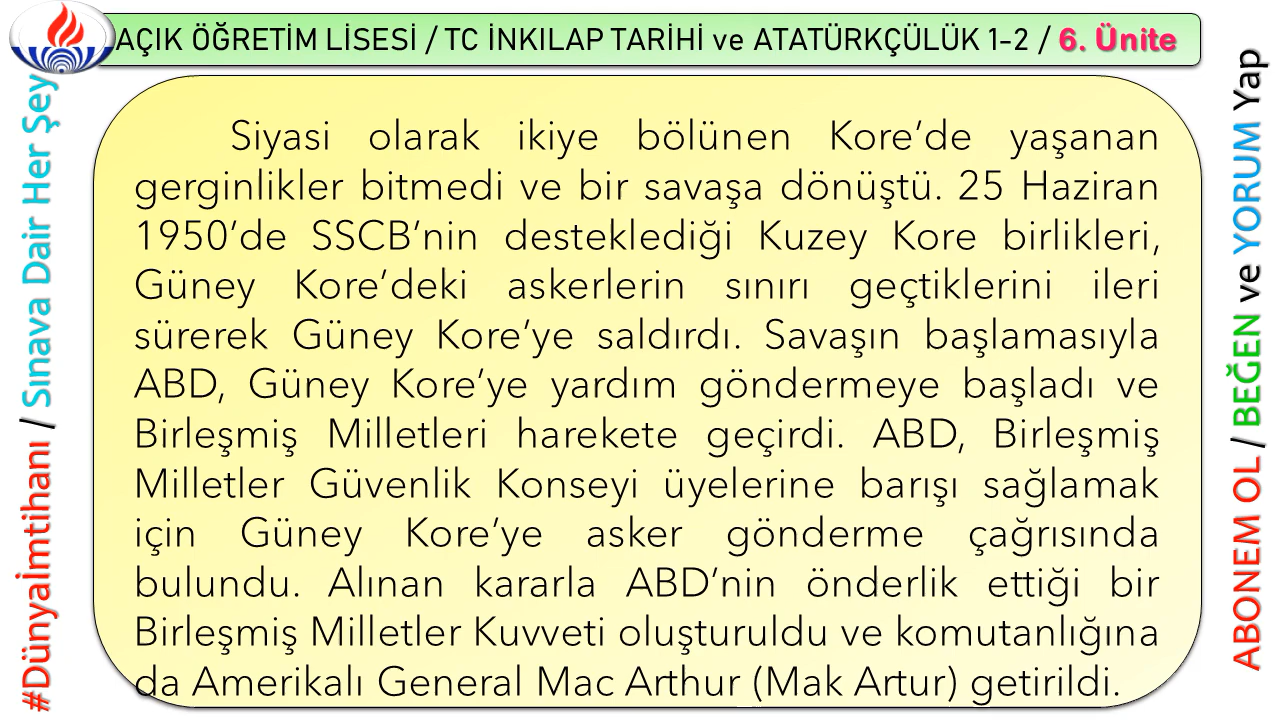 AÇIK ÖĞRETİM LİSESİ / TC İNKILAP TARİHİ ve ATATÜRKÇÜLÜK 1-2 / 6. Ünite
#Dünyaimtihanı / Sınava Dair Her Şey
Siyasi olarak ikiye bölünen Kore’de yaşanan
gerginlikler bitmedi ve bir savaşa dönüştü. 25 Haziran
1950’de SSCB’nin desteklediği Kuzey Kore birlikleri,
Güney Kore’deki askerlerin sınırı geçtiklerini ileri
sürerek Güney Kore’ye saldırdı. Savaşın başlamasıyla
ABD, Güney Kore’ye yardım göndermeye başladı ve
Birleşmiş Milletleri harekete geçirdi. ABD, Birleşmiş
Milletler Güvenlik Konseyi üyelerine barışı sağlamak
için Güney Kore’ye asker gönderme çağrısında
bulundu. Alınan kararla ABD’nin önderlik ettiği bir
Birleşmiş Milletler Kuvveti oluşturuldu ve komutanlığına
da Amerikalı General Mac Arthur (Mak Artur) getirildi.
ABONEM OL / BEĞEN ve YORUM Yap